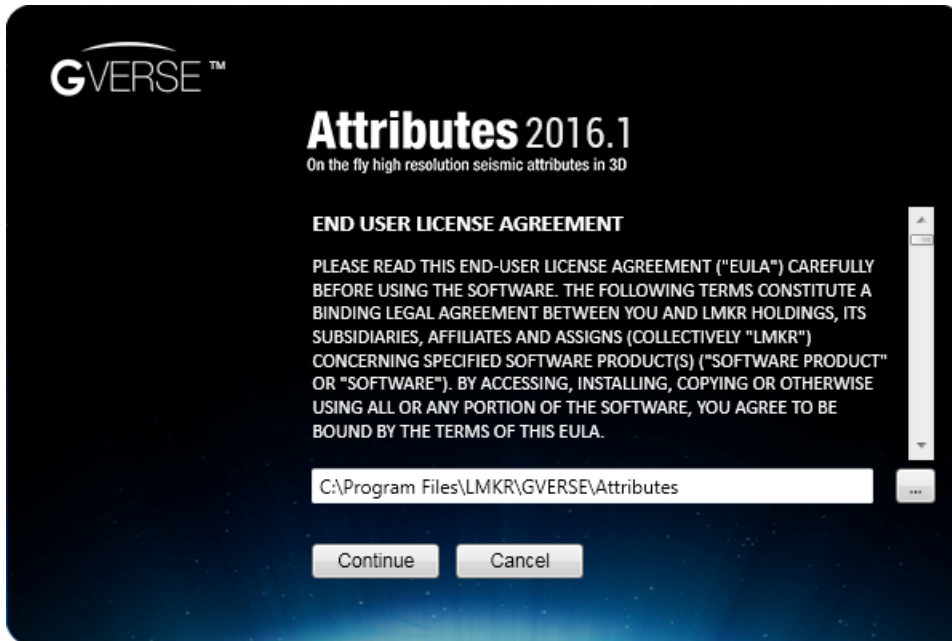 GVERSE™
Attributes 2016.1
On the fly high resolution seismic attributes in 3D
END USER LICENSE AGREEMENT
PLEASE READ THIS END-USER LICENSE AGREEMENT ("EULA") CAREFULLY
BEFORE USING THE SOFTWARE. THE FOLLOWING TERMS CONSTITUTE A
BINDING LEGAL AGREEMENT BETWEEN YOU AND LMKR HOLDINGS, ITS
SUBSIDIARIES, AFFILIATES AND ASSIGNS (COLLECTIVELY "LMKR")
CONCERNING SPECIFIED SOFTWARE PRODUCT(S) ("SOFTWARE PRODUCT"
OR "SOFTWARE"). BY ACCESSING, INSTALLING, COPYING OR OTHERWISE
USING ALL OR ANY PORTION OF THE SOFTWARE, YOU AGREE TO BE
BOUND BY THE TERMS OF THIS EULA.
C:\Program Files\LMKR\GVERSE\Attributes
...
Continue
Cancel